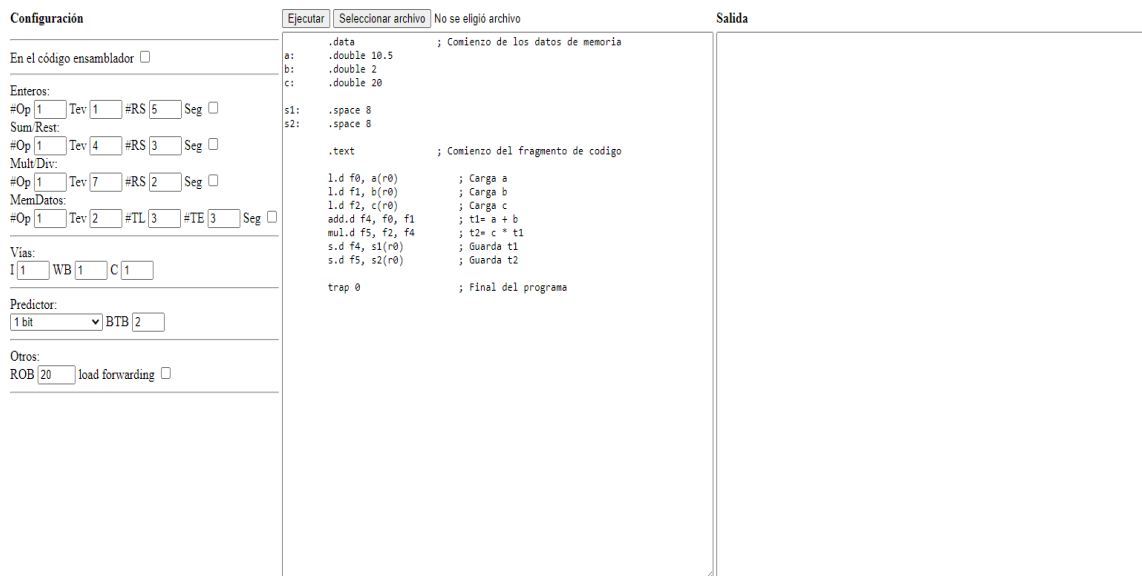 Configuración
En el código ensamblador
Enteros:
#Op 1 Tev 1 #RS 5 Seg
Sum/Rest:
#Op 1 Tev 4 #RS 3 Seg
Mult/Div:
#Op 1 Tev 7 #RS 2 Seg
MemDatos:
#Op 1 Tev 2 #TL 3 #TE 3 Seg
Vías:
I 1 WB 1 C 1
Predictor:
1 bit BTB 2
Otros:
ROB 20 load forwarding
Ejecutar Seleccionar archivo No se eligió archivo
.data ; Comienzo de los datos de memoria
a: .double 10.5
b: .double 2
c: .double 20
s1: .space 8
s2: .space 8
.text ; Comienzo del fragmento de codigo
l.d f0, a(r0) ; Carga a
l.d f1, b(r0) ; Carga b
l.d f2, c(r0) ; Carga c
add.d f4, f0, f1 ; t1= a + b
mul.d f5, f2, f4 ; t2= c * t1
s.d f4, s1(r0) ; Guarda t1
s.d f5, s2(r0) ; Guarda t2
trap 0 ; Final del programa
Salida